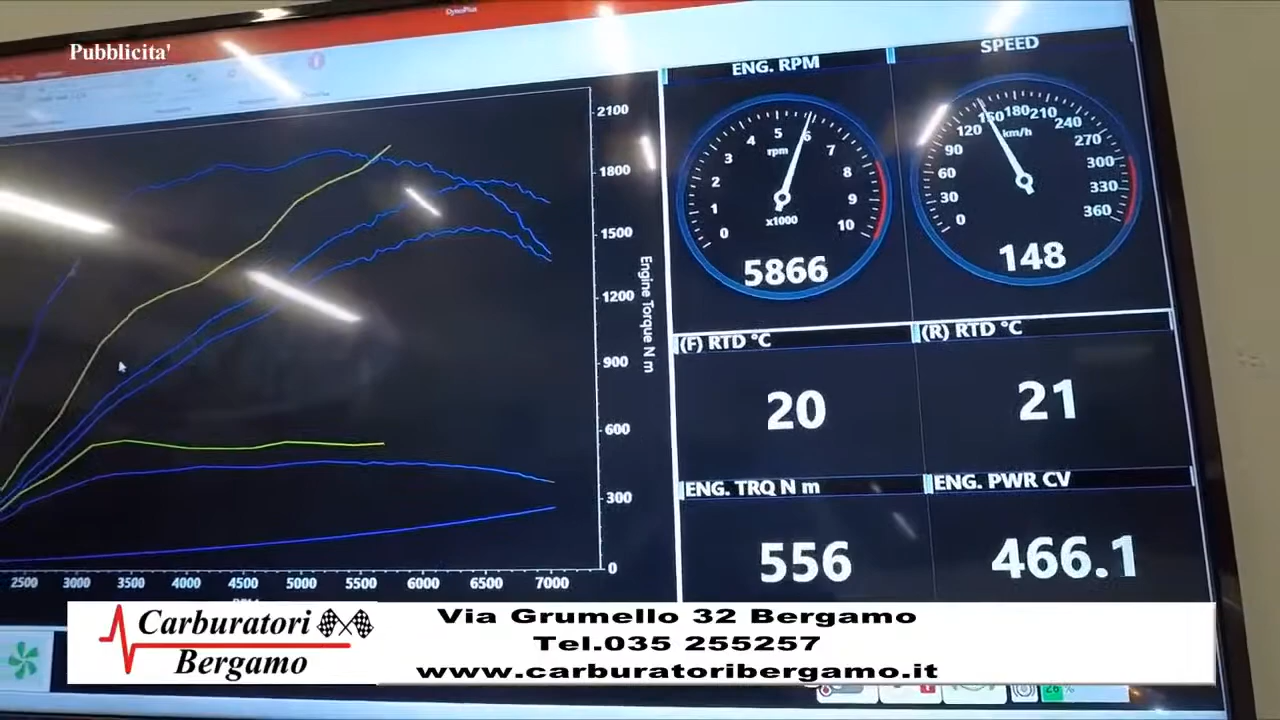 DynoPlus
Pubblicita'
ENG. RPM
SPEED
2100
1800
1500
1200
900
600
300
0
Engine Torque N m
2500 3000 3500 4000 4500 5000 5500 6000 6500 7000
0 1 2 3 4 5 6 7 8 9 10
rpm
x1000
5866
0 30 60 90 120 150 180 210 240 270 300 330 360
km/h
148
(F) RTD °C
(R) RTD °C
20
21
ENG. TRQ N m
ENG. PWR CV
556
466.1
Carburatori
Bergamo
Via Grumello 32 Bergamo
Tel.035 255257
www.carburatoribergamo.it
26 %